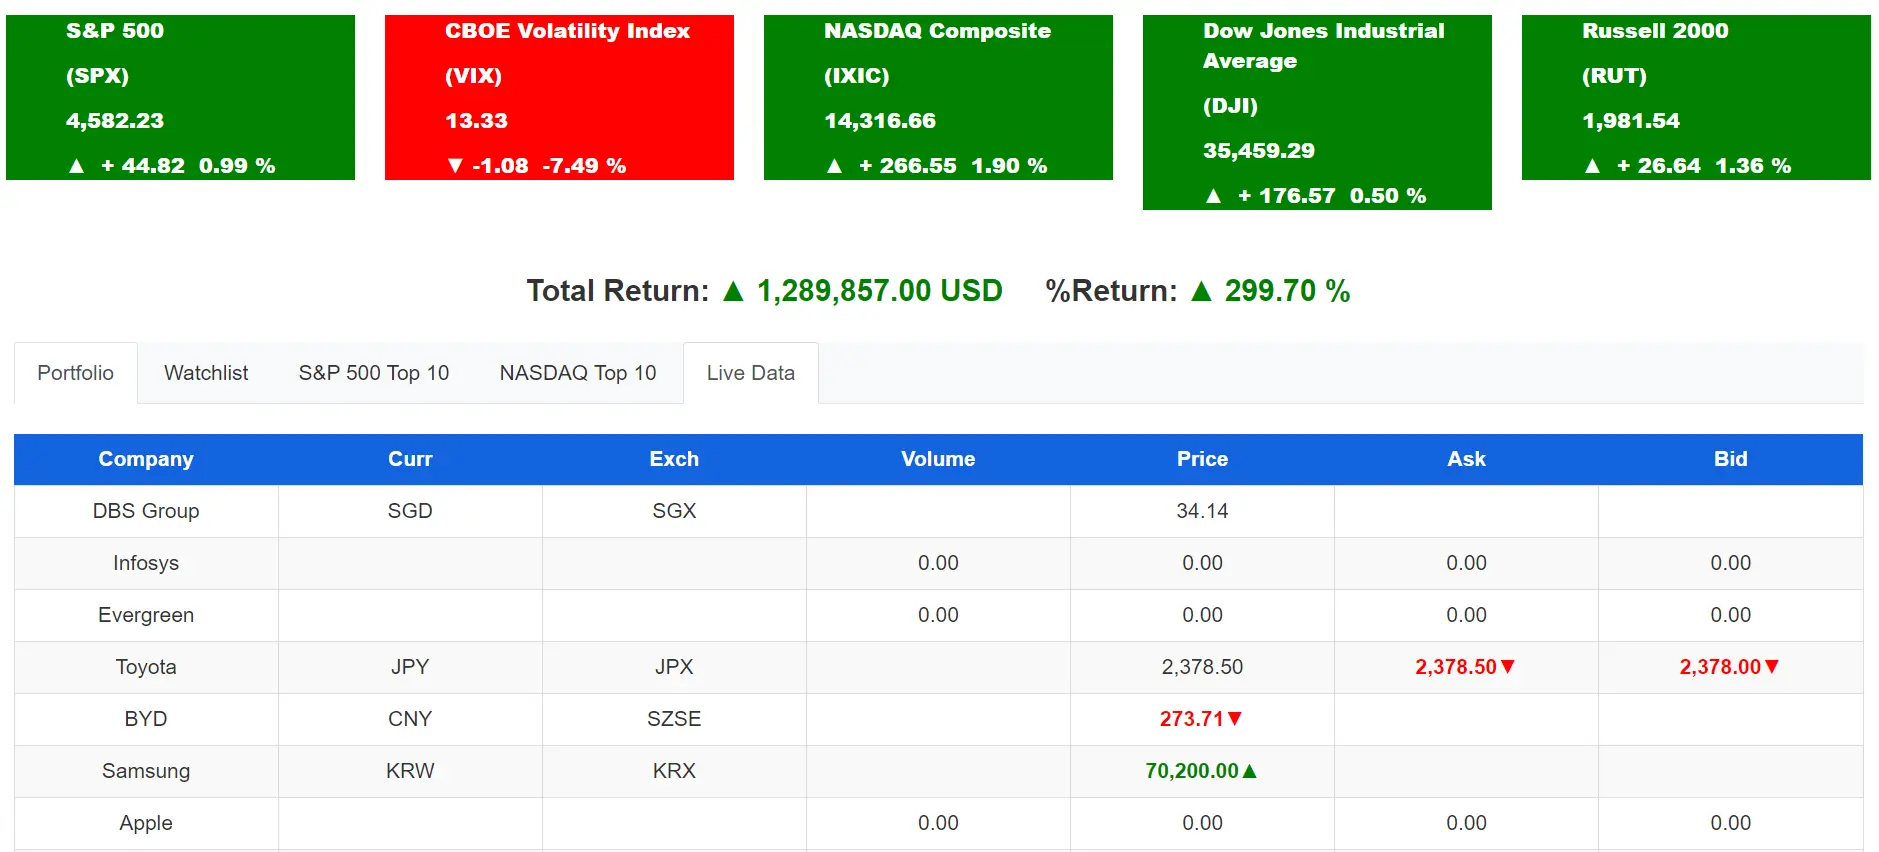 S&P 500
(SPX)
4,582.23
▲ + 44.82 0.99 %
CBOE Volatility Index
(VIX)
13.33
▼ -1.08 -7.49 %
NASDAQ Composite
(IXIC)
14,316.66
▲ + 266.55 1.90 %
Dow Jones Industrial
Average
(DJI)
35,459.29
▲ + 176.57 0.50 %
Russell 2000
(RUT)
1,981.54
▲ + 26.64 1.36 %
Total Return: ▲ 1,289,857.00 USD %Return: ▲ 299.70 %
Portfolio Watchlist S&P 500 Top 10 NASDAQ Top 10 Live Data
Company Curr Exch Volume Price Ask Bid
DBS Group SGD SGX 34.14
Infosys 0.00 0.00 0.00 0.00
Evergreen 0.00 0.00 0.00 0.00
Toyota JPY JPX 2,378.50 2,378.50▼ 2,378.00▼
BYD CNY SZSE 273.71▼
Samsung KRW KRX 70,200.00▲
Apple 0.00 0.00 0.00 0.00